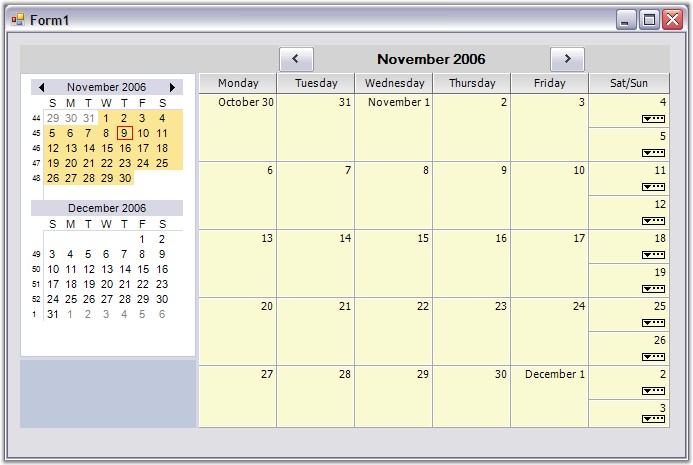 Form1
November 2006
November 2006
S M T W T F S
44 29 30 31 1 2 3 4
45 5 6 7 8 9 10 11
46 12 13 14 15 16 17 18
47 19 20 21 22 23 24 25
48 26 27 28 29 30
December 2006
S M T W T F S
1 2
49 3 4 5 6 7 8 9
50 10 11 12 13 14 15 16
51 17 18 19 20 21 22 23
52 24 25 26 27 28 29 30
1 31 1 2 3 4 5 6
Monday Tuesday Wednesday Thursday Friday Sat/Sun
October 30 31 November 1 2 3 4
5
6 7 8 9 10 11
12
13 14 15 16 17 18
19
20 21 22 23 24 25
26
27 28 29 30 December 1 2
3